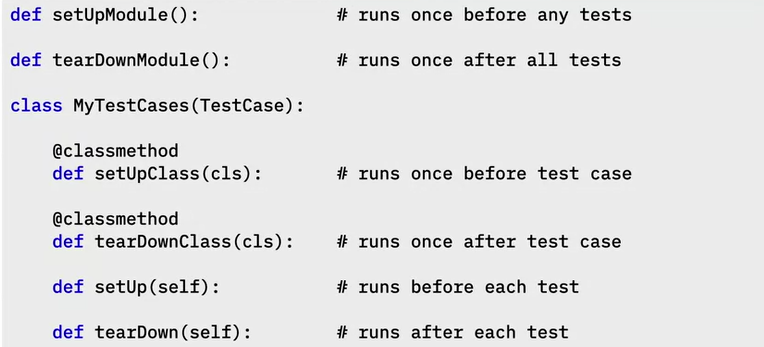 def setUpModule():             # runs once before any tests
def tearDownModule():          # runs once after all tests
class MyTestCases(TestCase):
    @classmethod
    def setUpClass(cls):       # runs once before test case
    @classmethod
    def tearDownClass(cls):    # runs once after test case
    def setUp(self):           # runs before each test
    def tearDown(self):        # runs after each test